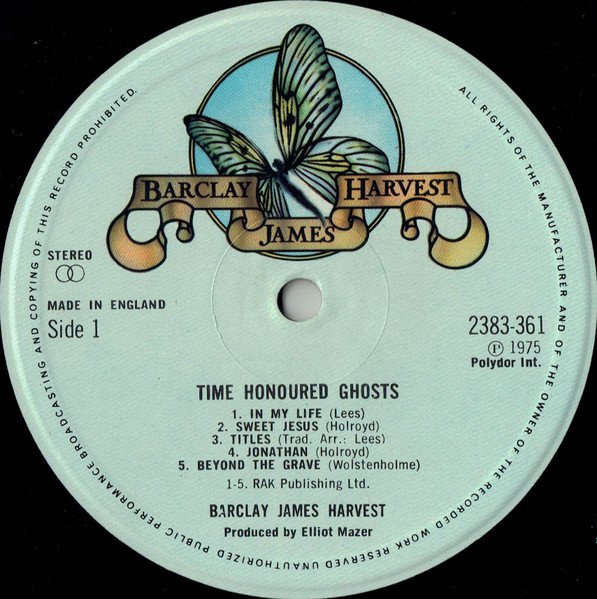 BARCLAY
JAMES
HARVEST
STEREO
MADE IN ENGLAND
Side 1
2383-361
Ⓟ 1975
Polydor Int.
TIME HONOURED GHOSTS
1. IN MY LIFE (Lees)
2. SWEET JESUS (Holroyd)
3. TITLES (Trad. Arr.: Lees)
4. JONATHAN (Holroyd)
5. BEYOND THE GRAVE (Wolstenholme)
1-5. RAK Publishing Ltd.
BARCLAY JAMES HARVEST
Produced by Elliot Mazer
ALL RIGHTS OF THE MANUFACTURER AND OF THE OWNER OF THE RECORDED WORK RESERVED UNAUTHORIZED PUBLIC PERFORMANCE BROADCASTING AND COPYING OF THIS RECORD PROHIBITED.